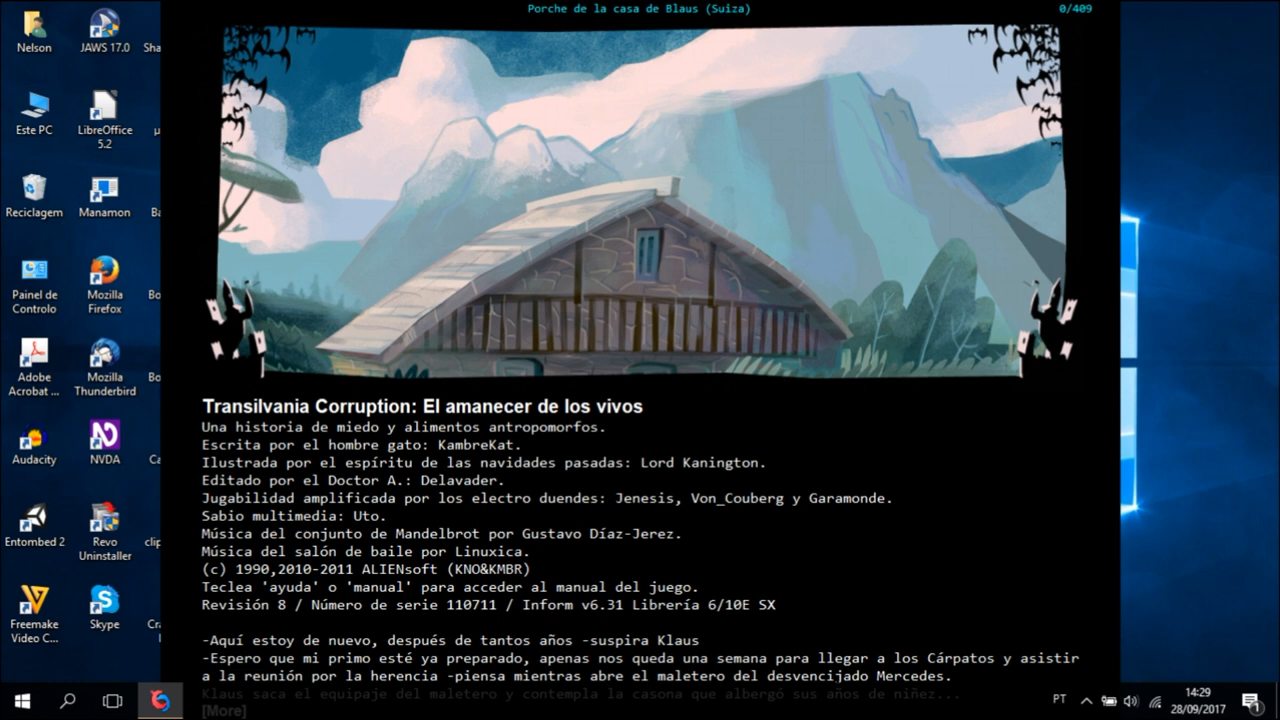 Porche de la casa de Blaus (Suiza)
0/409
Nelson
JAWS 17.0
Sha
Este PC
LibreOffice
5.2
µ
Reciclagem
Manamon
Ba
Painel de
Controlo
Mozilla
Firefox
Bo
Adobe
Acrobat ...
Mozilla
Thunderbird
Bo
Audacity
NVDA
Ca
Entombed 2
Revo
Uninstaller
clip
Freemake
Video C...
Skype
Cra
Transilvania Corruption: El amanecer de los vivos
Una historia de miedo y alimentos antropomorfos.
Escrita por el hombre gato: KambreKat.
Ilustrada por el espíritu de las navidades pasadas: Lord Kanington.
Editado por el Doctor A.: Delavader.
Jugabilidad amplificada por los electro duendes: Jenesis, Von_Couberg y Garamonde.
Sabio multimedia: Uto.
Música del conjunto de Mandelbrot por Gustavo Díaz-Jerez.
Música del salón de baile por Linuxica.
(c) 1990,2010-2011 ALIENsoft (KNO&KMBR)
Teclea 'ayuda' o 'manual' para acceder al manual del juego.
Revisión 8 / Número de serie 110711 / Inform v6.31 Librería 6/10E SX
-Aquí estoy de nuevo, después de tantos años -suspira Klaus
-Espero que mi primo esté ya preparado, apenas nos queda una semana para llegar a los Cárpatos y asistir
a la reunión por la herencia -piensa mientras abre el maletero del desvencijado Mercedes.
Klaus saca el equipaje del maletero y contempla la casona que albergó sus años de niñez...
[More]
PT
14:29
28/09/2017
1